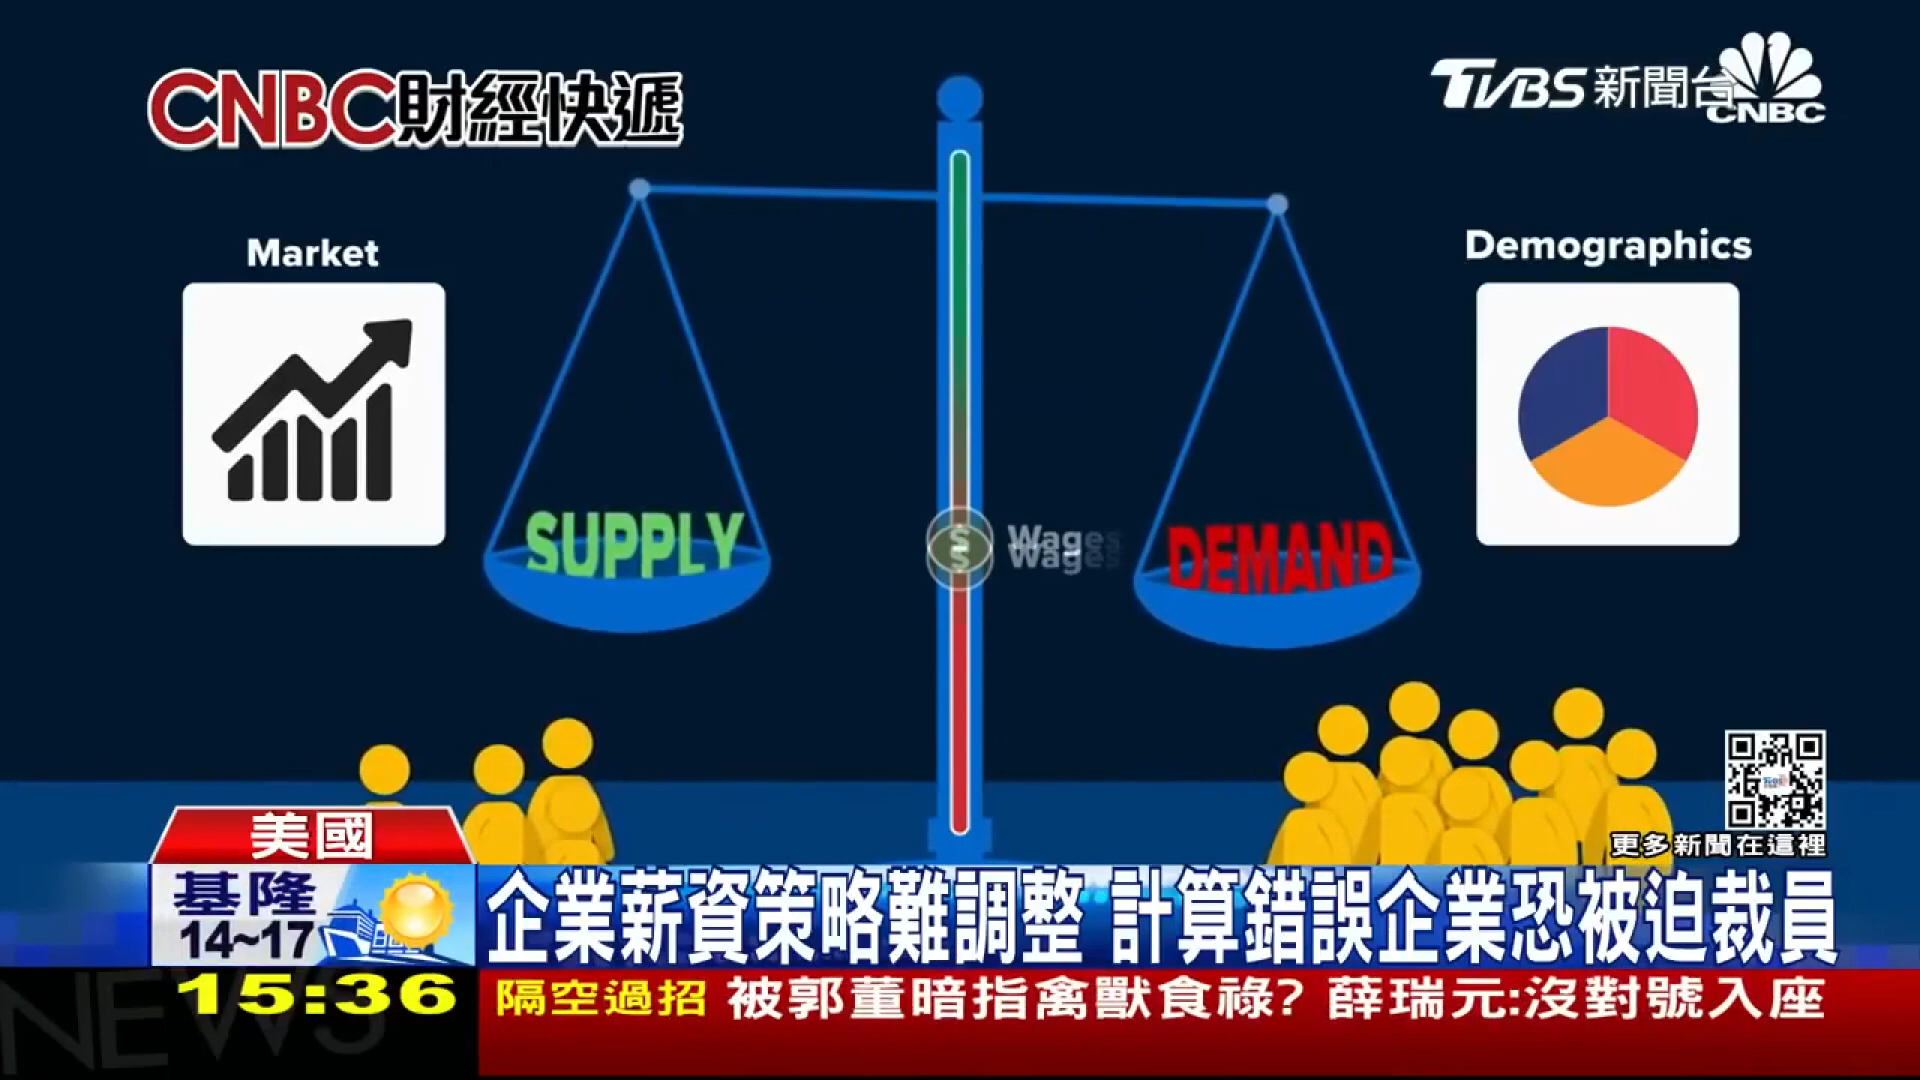 CNBC財經快遞
TVBS新聞台
CNBC
Market
Demographics
SUPPLY
Wages
DEMAND
更多新聞在這裡
美國
基隆
14~17
企業薪資策略難調整 計算錯誤企業恐被迫裁員
15:36
隔空過招 被郭董暗指禽獸食祿? 薛瑞元:沒對號入座
NEWS